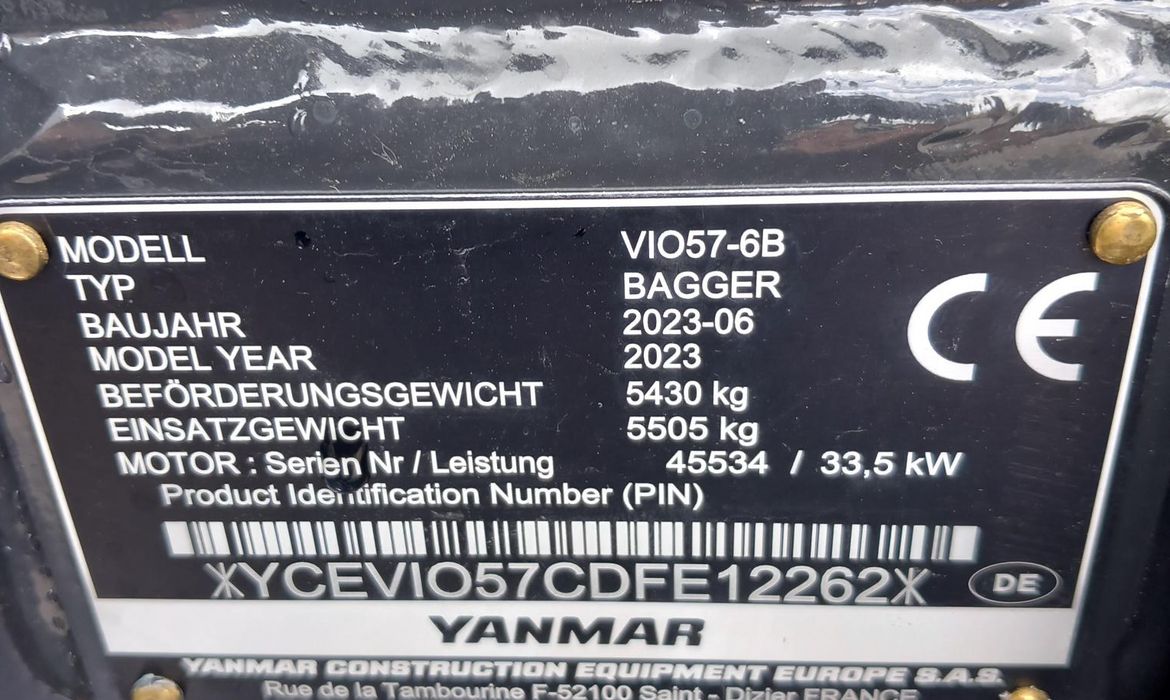 MODELL VIO57-6B
TYP BAGGER
BAUJAHR 2023-06
MODEL YEAR 2023
BEFÖRDERUNGSGEWICHT 5430 kg
EINSATZGEWICHT 5505 kg
MOTOR : Serien Nr / Leistung 45534 / 33,5 kW
Product Identification Number (PIN)
CE
XYCEVIO57CDFE12262X
DE
YANMAR
YANMAR CONSTRUCTION EQUIPMENT EUROPE S.A.S.
Rue de la Tambourine F-52100 Saint - Dizier FRANCE